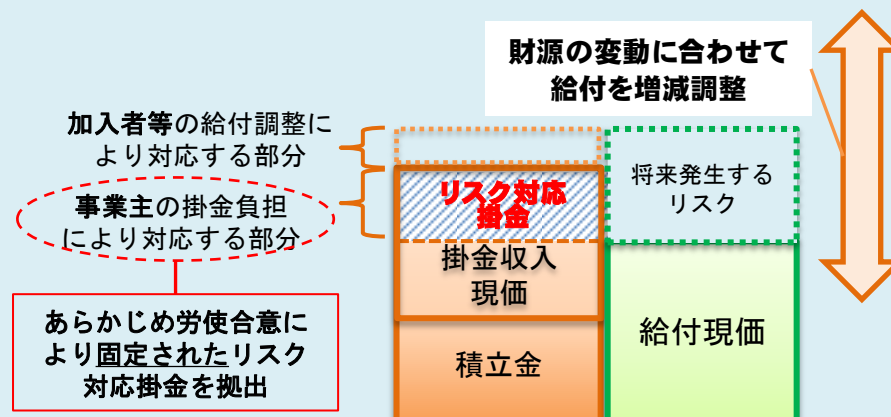 財源の変動に合わせて
給付を増減調整
加入者等の給付調整に
より対応する部分
事業主の掛金負担
により対応する部分
あらかじめ労使合意に
より固定されたリスク
対応掛金を拠出
リスク対応
掛金
掛金収入
現価
積立金
将来発生する
リスク
給付現価